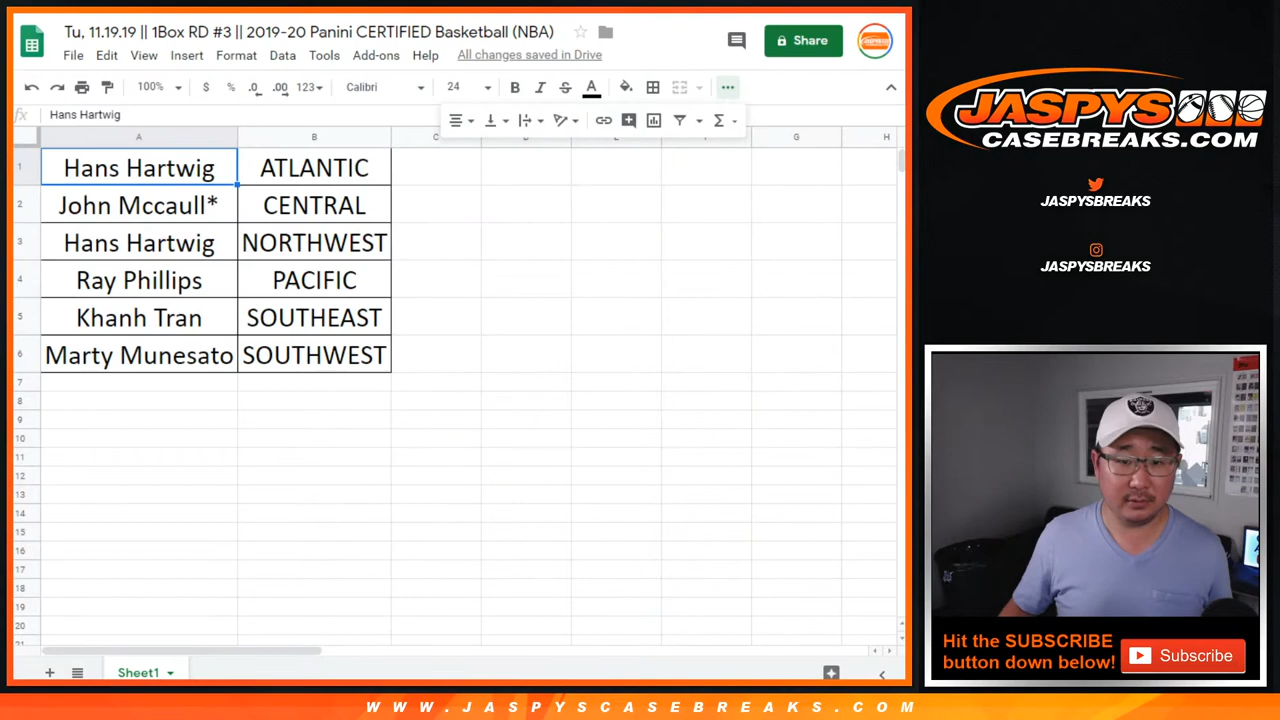 Tu, 11.19.19 || 1Box RD #3 || 2019-20 Panini CERTIFIED Basketball (NBA)
File Edit View Insert Format Data Tools Add-ons Help All changes saved in Drive
Share
100% $ % .0 .00 123 Calibri 24 B I S A
fx Hans Hartwig
A B C D E F G H
1 Hans Hartwig ATLANTIC
2 John Mccaull* CENTRAL
3 Hans Hartwig NORTHWEST
4 Ray Phillips PACIFIC
5 Khanh Tran SOUTHEAST
6 Marty Munesato SOUTHWEST
7
8
9
10
11
12
13
14
15
16
17
18
19
20
21
Sheet1
JASPYS
CASEBREAKS.COM
JASPYSBREAKS
JASPYSBREAKS
Hit the SUBSCRIBE
button down below!
Subscribe
WWW.JASPYSCASEBREAKS.COM